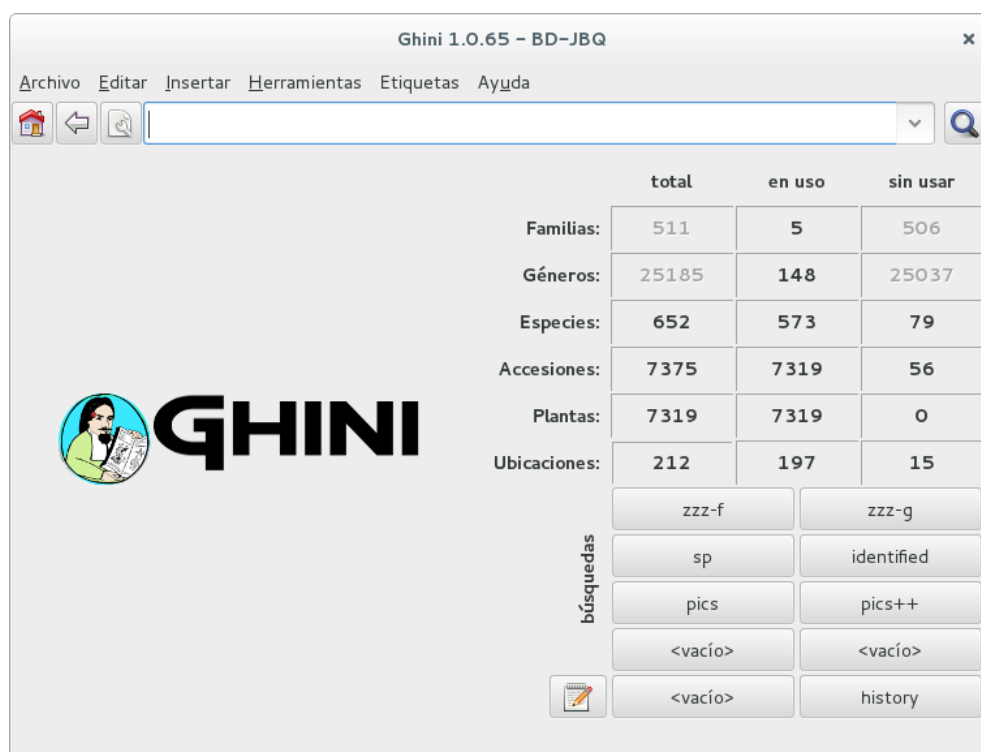 Ghini 1.0.65 - BD-JBQ
Archivo Editar Insertar Herramientas Etiquetas Ayuda
total en uso sin usar
Familias: 511 5 506
Géneros: 25185 148 25037
Especies: 652 573 79
Accesiones: 7375 7319 56
Plantas: 7319 7319 0
Ubicaciones: 212 197 15
GHINI
búsquedas
zzz-f zzz-g
sp identified
pics pics++
<vacío> <vacío>
<vacío> history